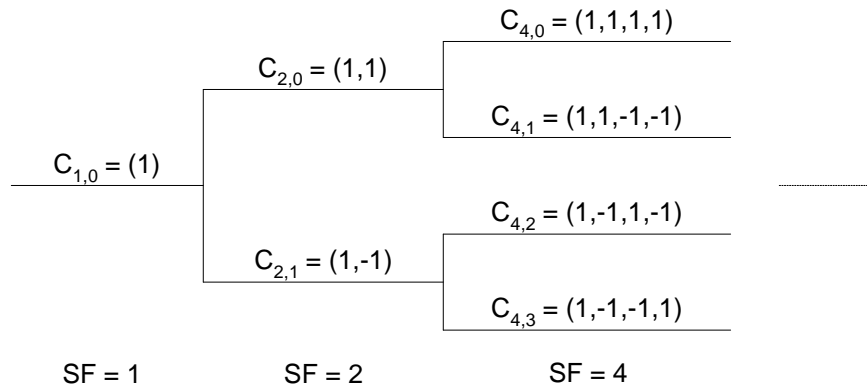 C4,0 = (1,1,1,1)
C2,0 = (1,1)
C4,1 = (1,1,-1,-1)
C1,0 = (1)
C4,2 = (1,-1,1,-1)
C2,1 = (1,-1)
C4,3 = (1,-1,-1,1)
SF = 1 SF = 2 SF = 4